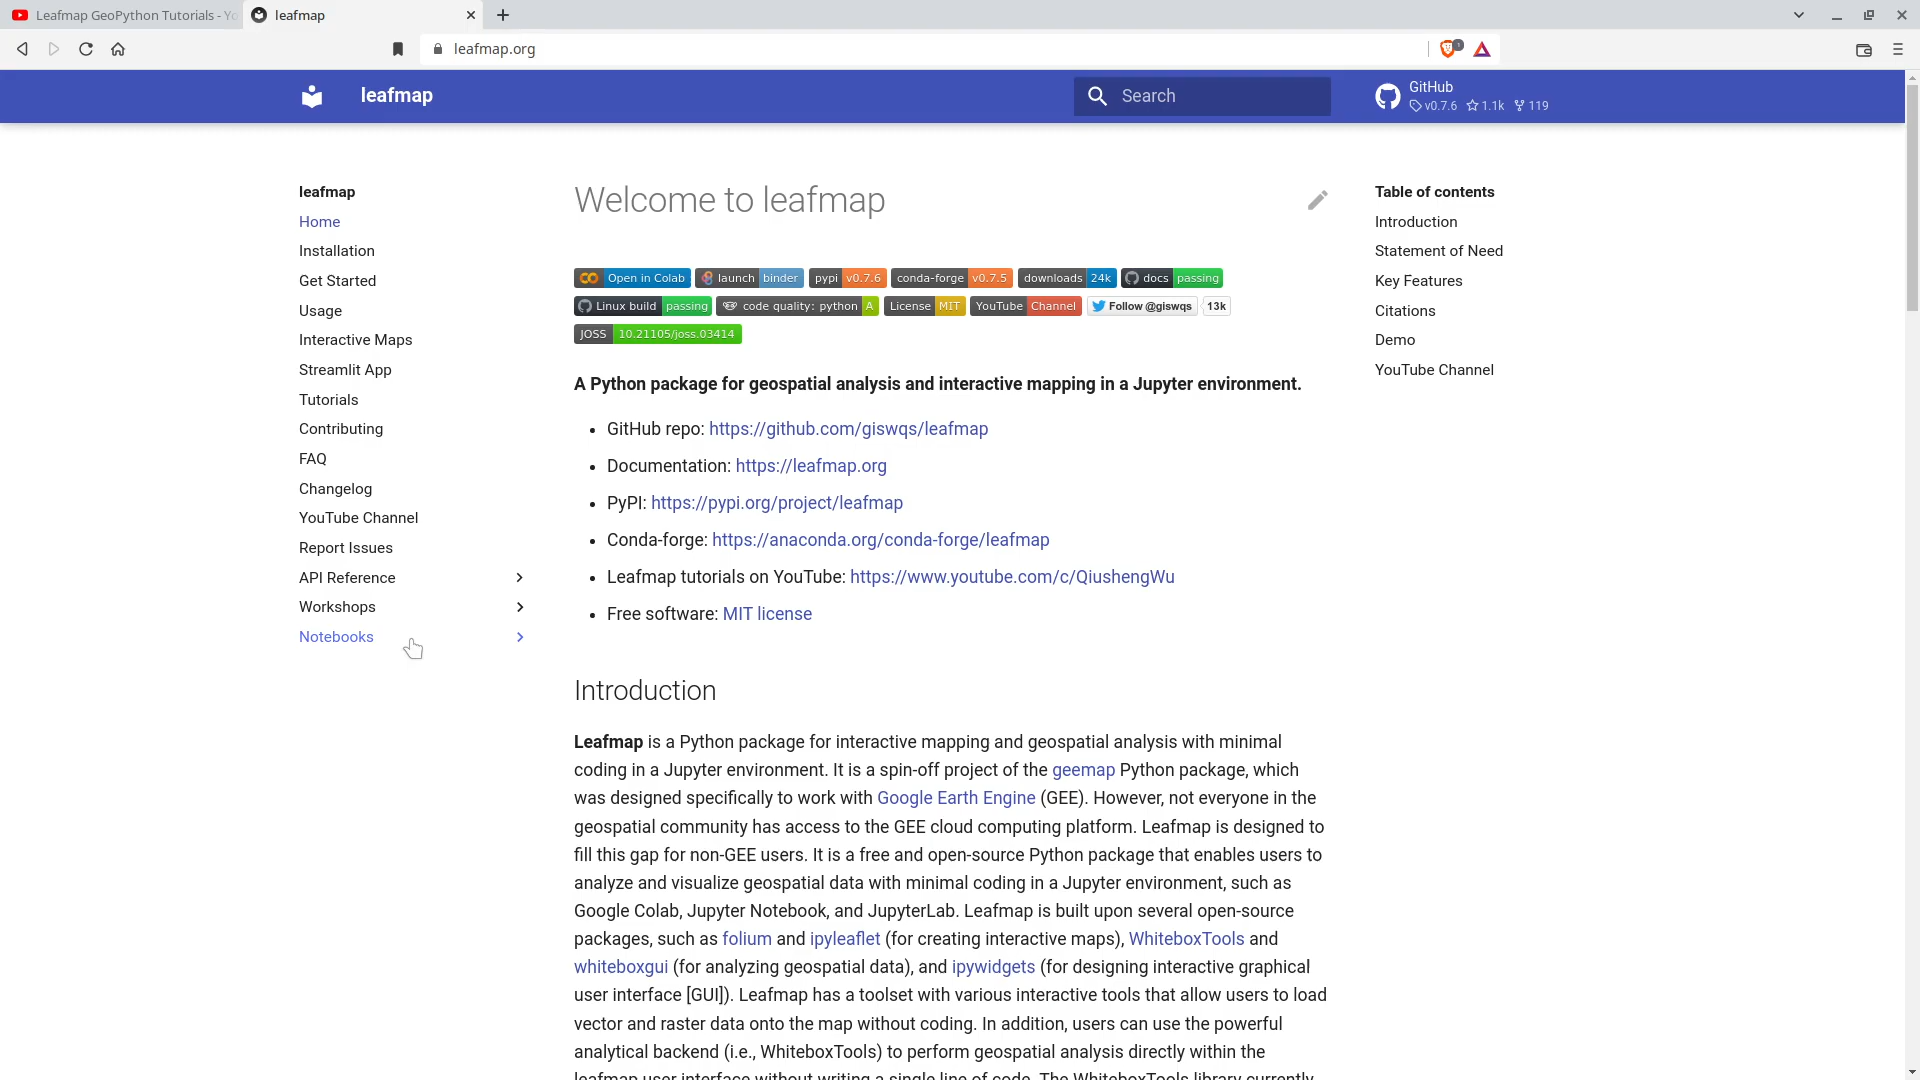 Leafmap GeoPython Tutorials - Yo
leafmap
leafmap.org
1
leafmap
Search
GitHub
v0.7.6 1.1k 119
leafmap
Home
Installation
Get Started
Usage
Interactive Maps
Streamlit App
Tutorials
Contributing
FAQ
Changelog
YouTube Channel
Report Issues
API Reference
Workshops
Notebooks
Welcome to leafmap
Open in Colab launch binder pypi v0.7.6 conda-forge v0.7.5 downloads 24k docs passing
Linux build passing code quality: python A License MIT YouTube Channel Follow @giswqs 13k
JOSS 10.21105/joss.03414
A Python package for geospatial analysis and interactive mapping in a Jupyter environment.
• GitHub repo: https://github.com/giswqs/leafmap
• Documentation: https://leafmap.org
• PyPI: https://pypi.org/project/leafmap
• Conda-forge: https://anaconda.org/conda-forge/leafmap
• Leafmap tutorials on YouTube: https://www.youtube.com/c/QiushengWu
• Free software: MIT license
Introduction
Leafmap is a Python package for interactive mapping and geospatial analysis with minimal
coding in a Jupyter environment. It is a spin-off project of the geemap Python package, which
was designed specifically to work with Google Earth Engine (GEE). However, not everyone in the
geospatial community has access to the GEE cloud computing platform. Leafmap is designed to
fill this gap for non-GEE users. It is a free and open-source Python package that enables users to
analyze and visualize geospatial data with minimal coding in a Jupyter environment, such as
Google Colab, Jupyter Notebook, and JupyterLab. Leafmap is built upon several open-source
packages, such as folium and ipyleaflet (for creating interactive maps), WhiteboxTools and
whiteboxgui (for analyzing geospatial data), and ipywidgets (for designing interactive graphical
user interface [GUI]). Leafmap has a toolset with various interactive tools that allow users to load
vector and raster data onto the map without coding. In addition, users can use the powerful
analytical backend (i.e., WhiteboxTools) to perform geospatial analysis directly within the
leafmap user interface without writing a single line of code. The WhiteboxTools library currently
Table of contents
Introduction
Statement of Need
Key Features
Citations
Demo
YouTube Channel